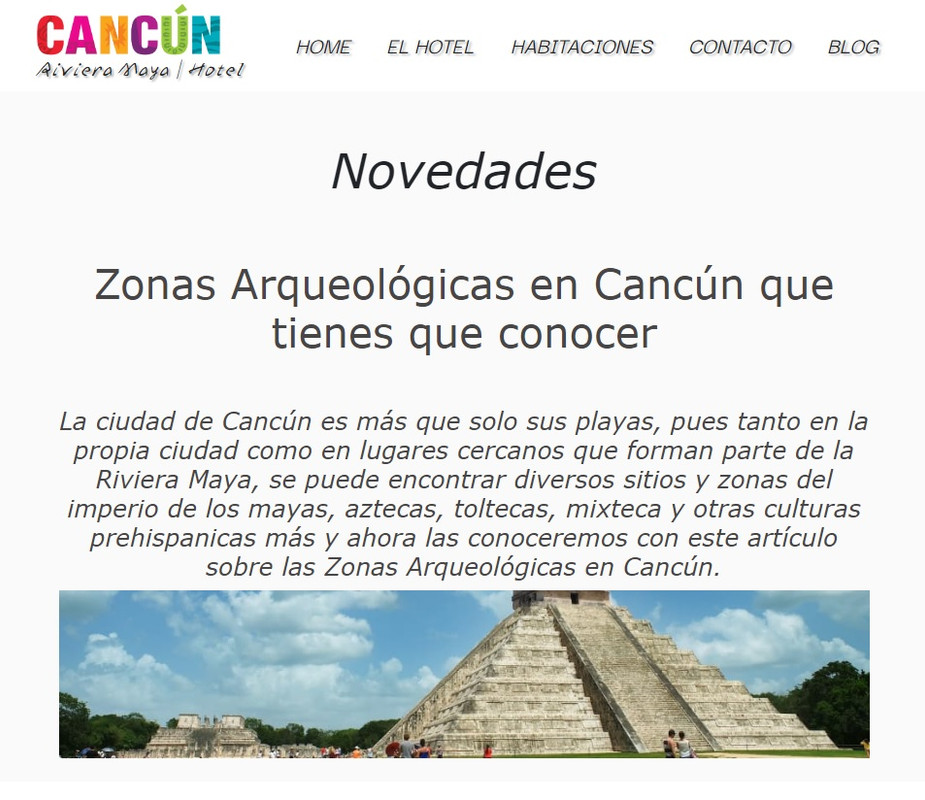 CANCÚN
Riviera Maya | Hotel
HOME EL HOTEL HABITACIONES CONTACTO BLOG
Novedades
Zonas Arqueológicas en Cancún que
tienes que conocer
La ciudad de Cancún es más que solo sus playas, pues tanto en la
propia ciudad como en lugares cercanos que forman parte de la
Riviera Maya, se puede encontrar diversos sitios y zonas del
imperio de los mayas, aztecas, toltecas, mixteca y otras culturas
prehispanicas más y ahora las conoceremos con este artículo
sobre las Zonas Arqueológicas en Cancún.